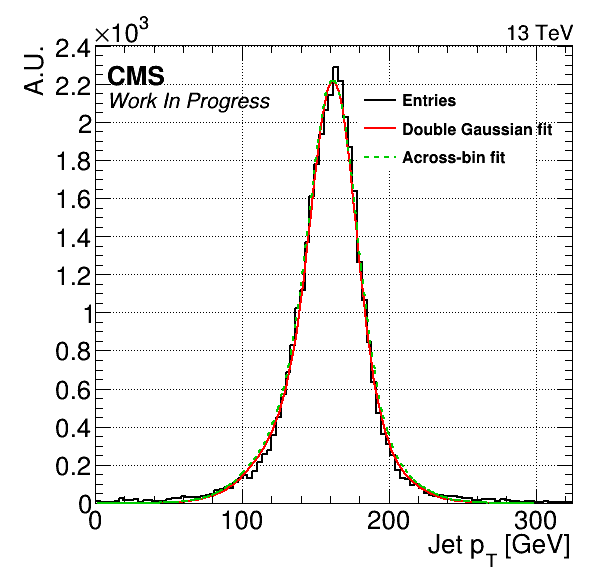 ×10³
13 TeV
A.U.
CMS
Work In Progress
Entries
Double Gaussian fit
Across-bin fit
2.4
2.2
2
1.8
1.6
1.4
1.2
1
0.8
0.6
0.4
0.2
0
0 100 200 300
Jet p_T [GeV]